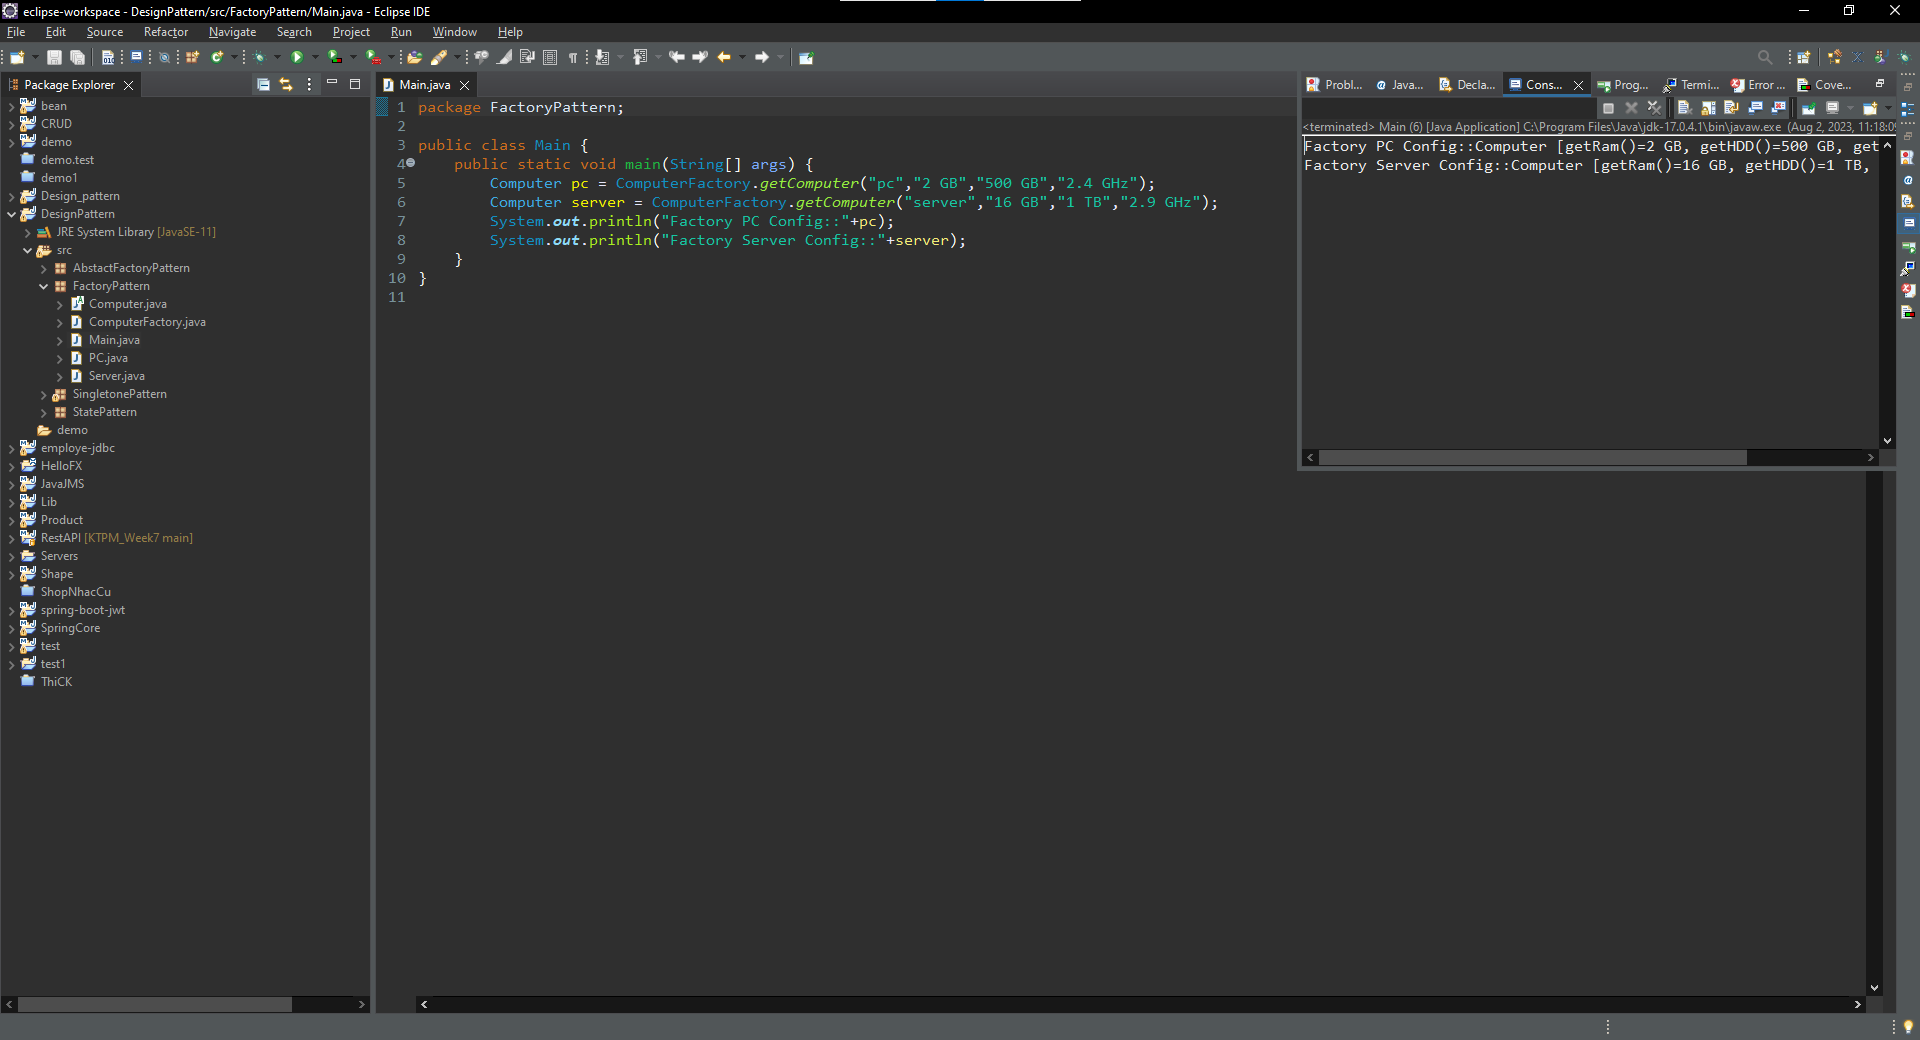 eclipse-workspace - DesignPattern/src/FactoryPattern/Main.java - Eclipse IDE
File Edit Source Refactor Navigate Search Project Run Window Help
Package Explorer
bean
CRUD
demo
demo.test
demo1
Design_pattern
DesignPattern
JRE System Library [JavaSE-11]
src
AbstactFactoryPattern
FactoryPattern
Computer.java
ComputerFactory.java
Main.java
PC.java
Server.java
SingletonePattern
StatePattern
demo
employe-jdbc
HelloFX
JavaJMS
Lib
Product
RestAPI [KTPM_Week7 main]
Servers
Shape
ShopNhacCu
spring-boot-jwt
SpringCore
test
test1
ThiCK
Main.java
1 package FactoryPattern;
2
3 public class Main {
4 public static void main(String[] args) {
5 Computer pc = ComputerFactory.getComputer("pc","2 GB","500 GB","2.4 GHz");
6 Computer server = ComputerFactory.getComputer("server","16 GB","1 TB","2.9 GHz");
7 System.out.println("Factory PC Config::"+pc);
8 System.out.println("Factory Server Config::"+server);
9 }
10 }
11
Probl... Java... Decla... Cons... Prog... Termi... Error ... Cove...
<terminated> Main (6) [Java Application] C:\Program Files\Java\jdk-17.0.4.1\bin\javaw.exe (Aug 2, 2023, 11:18:09
Factory PC Config::Computer [getRam()=2 GB, getHDD()=500 GB, get
Factory Server Config::Computer [getRam()=16 GB, getHDD()=1 TB,